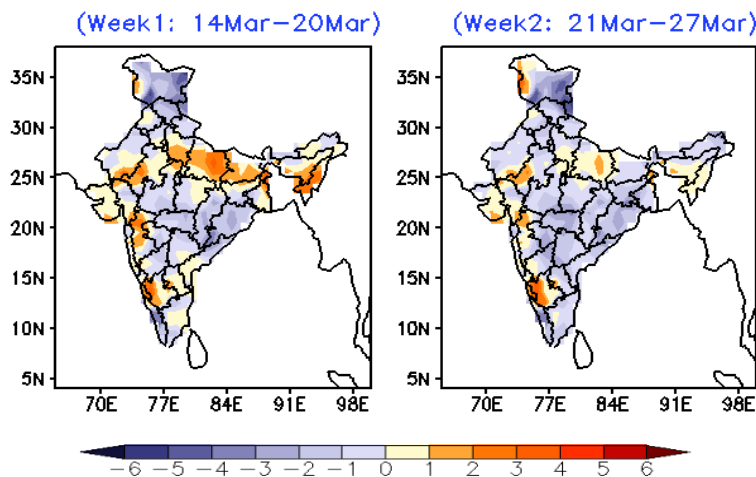 (Week1: 14Mar−20Mar) (Week2: 21Mar−27Mar)
35N 35N
30N 30N
25N 25N
20N 20N
15N 15N
10N 10N
5N 5N
70E 77E 84E 91E 98E 70E 77E 84E 91E 98E
−6 −5 −4 −3 −2 −1 0 1 2 3 4 5 6